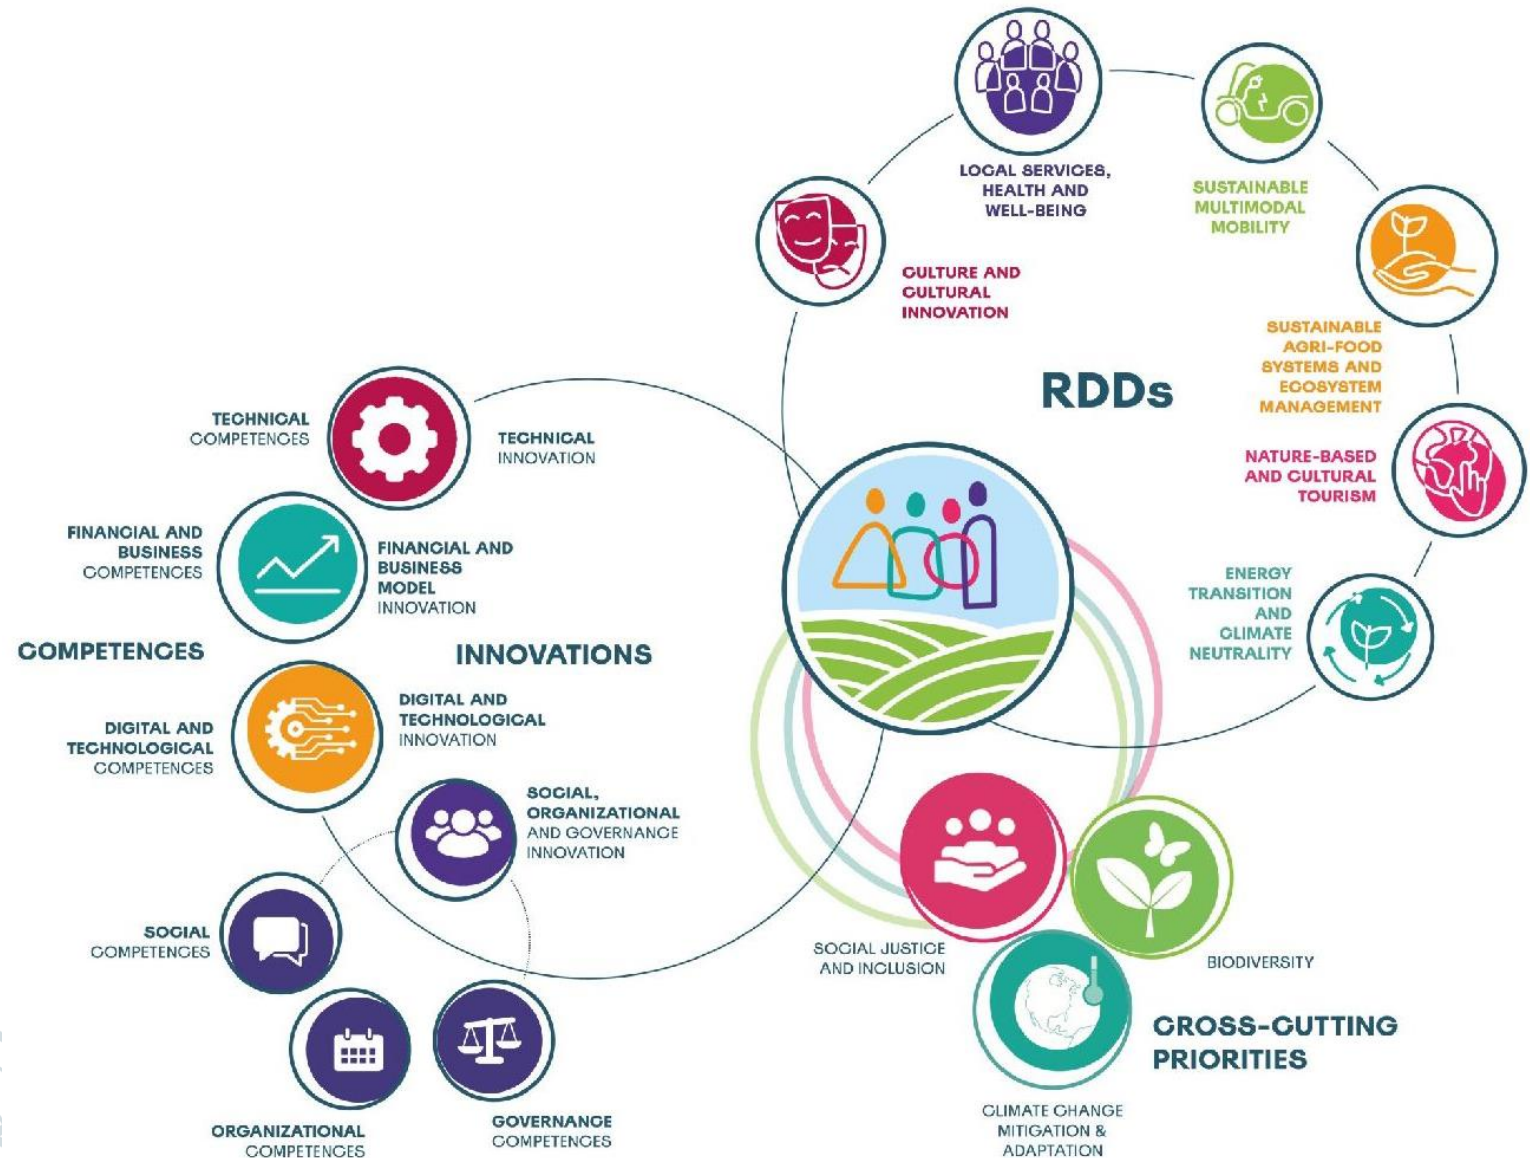 LOCAL SERVICES,
HEALTH AND
WELL-BEING
SUSTAINABLE
MULTIMODAL
MOBILITY
CULTURE AND
CULTURAL
INNOVATION
SUSTAINABLE
AGRI-FOOD
SYSTEMS AND
ECOSYSTEM
MANAGEMENT
RDDs
NATURE-BASED
AND CULTURAL
TOURISM
ENERGY
TRANSITION
AND
CLIMATE
NEUTRALITY
TECHNICAL
COMPETENCES
TECHNICAL
INNOVATION
FINANCIAL AND
BUSINESS
COMPETENCES
FINANCIAL AND
BUSINESS
MODEL
INNOVATION
COMPETENCES
INNOVATIONS
DIGITAL AND
TECHNOLOGICAL
COMPETENCES
DIGITAL AND
TECHNOLOGICAL
INNOVATION
SOCIAL,
ORGANIZATIONAL
AND GOVERNANCE
INNOVATION
SOCIAL
COMPETENCES
ORGANIZATIONAL
COMPETENCES
GOVERNANCE
COMPETENCES
SOCIAL JUSTICE
AND INCLUSION
BIODIVERSITY
CROSS-CUTTING
PRIORITIES
CLIMATE CHANGE
MITIGATION &
ADAPTATION